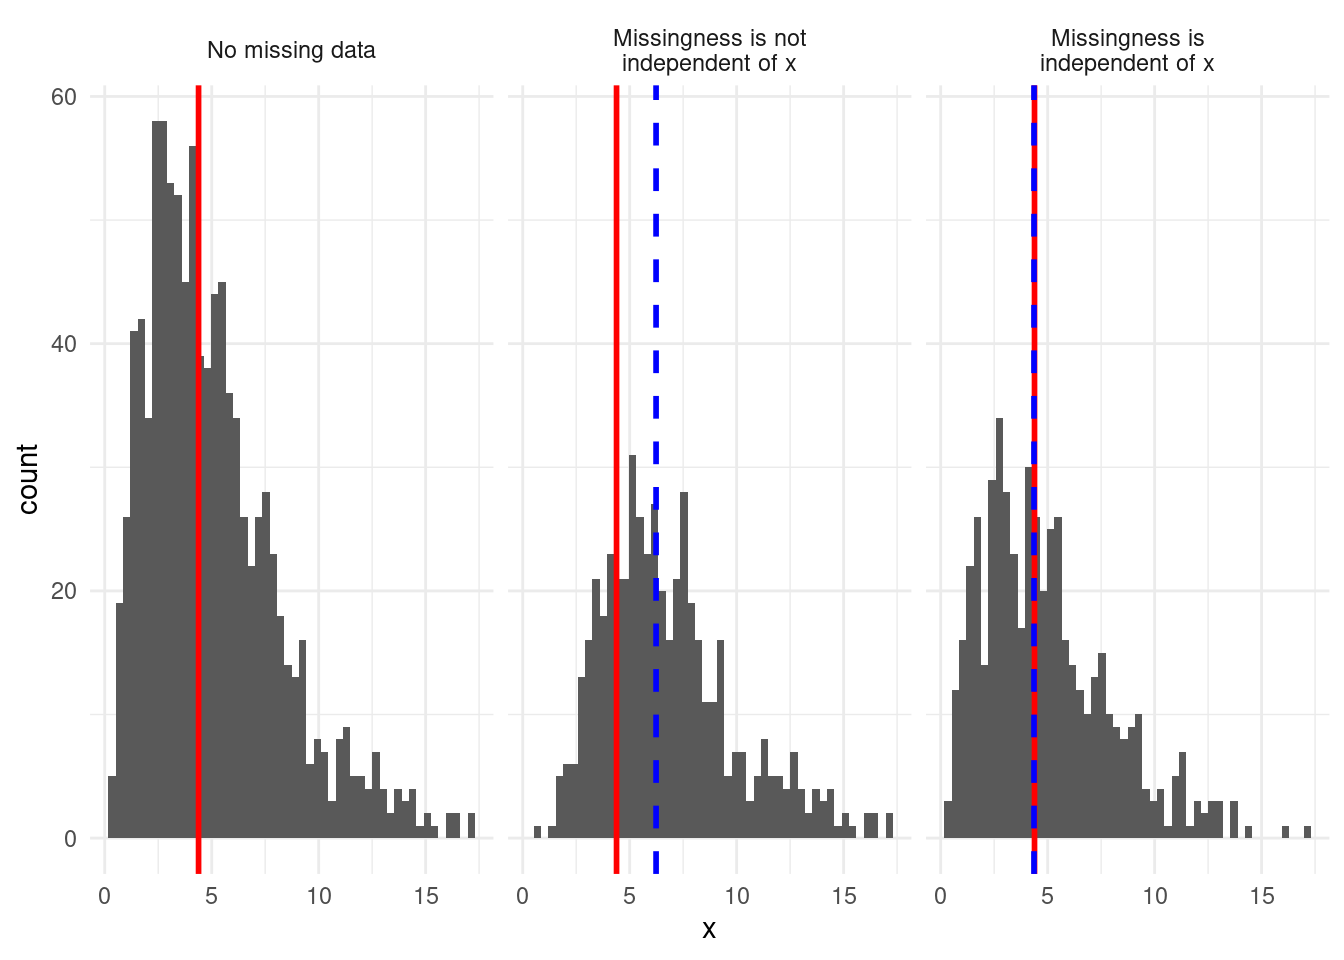 No missing data
Missingness is not
independent of x
Missingness is
independent of x
60
40
20
0
count
0 5 10 15
0 5 10 15
0 5 10 15
x